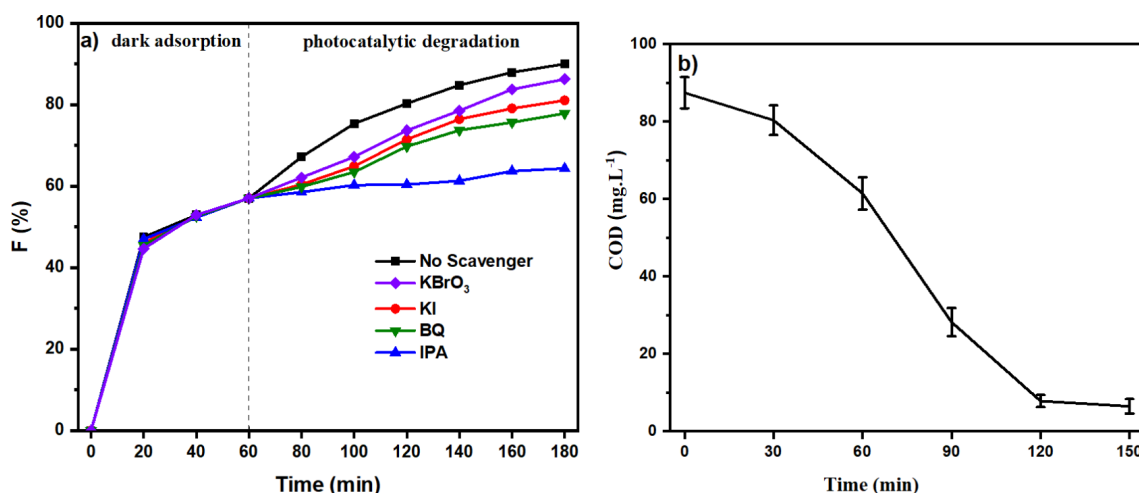 a) dark adsorption photocatalytic degradation
100
80
60
40
20
0
F (%)
No Scavenger
KBrO₃
KI
BQ
IPA
0 20 40 60 80 100 120 140 160 180
Time (min)
b)
100
80
60
40
20
0
COD (mg.L⁻¹)
0 30 60 90 120 150
Time (min)